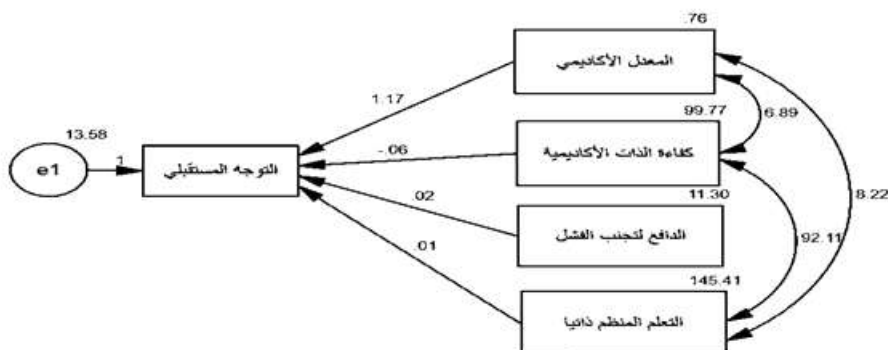 .76
المعدل الأكاديمي
1.17
99.77
6.89
13.58
e1
1
التوجه المستقبلي
-.06
كفاءة الذات الأكاديمية
11.30
.02
الدافع لتجنب الفشل
8.22
92.11
.01
145.41
التعلم المنظم ذاتيا